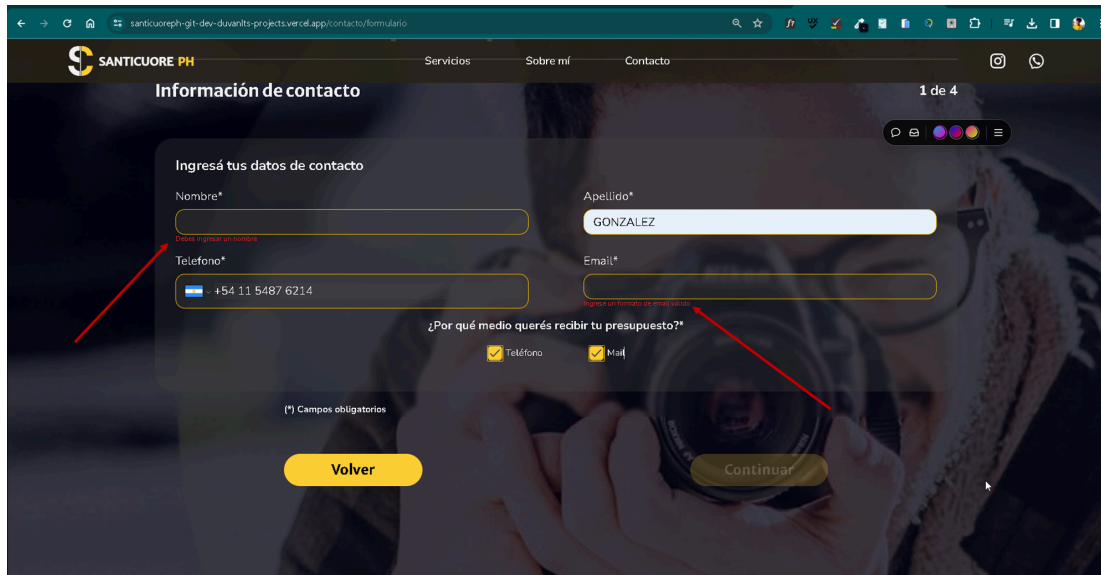 santicuoreph-git-dev-duvanlts-projects.vercel.app/contacto/formulario
SANTICUORE PH
Servicios
Sobre mí
Contacto
Información de contacto
1 de 4
Ingresá tus datos de contacto
Nombre*
Apellido*
GONZALEZ
Debes ingresar un nombre
Telefono*
Email*
+54 11 5487 6214
Ingrese un formato de email valido
¿Por qué medio querés recibir tu presupuesto?*
Teléfono
Mail
(*) Campos obligatorios
Volver
Continuar